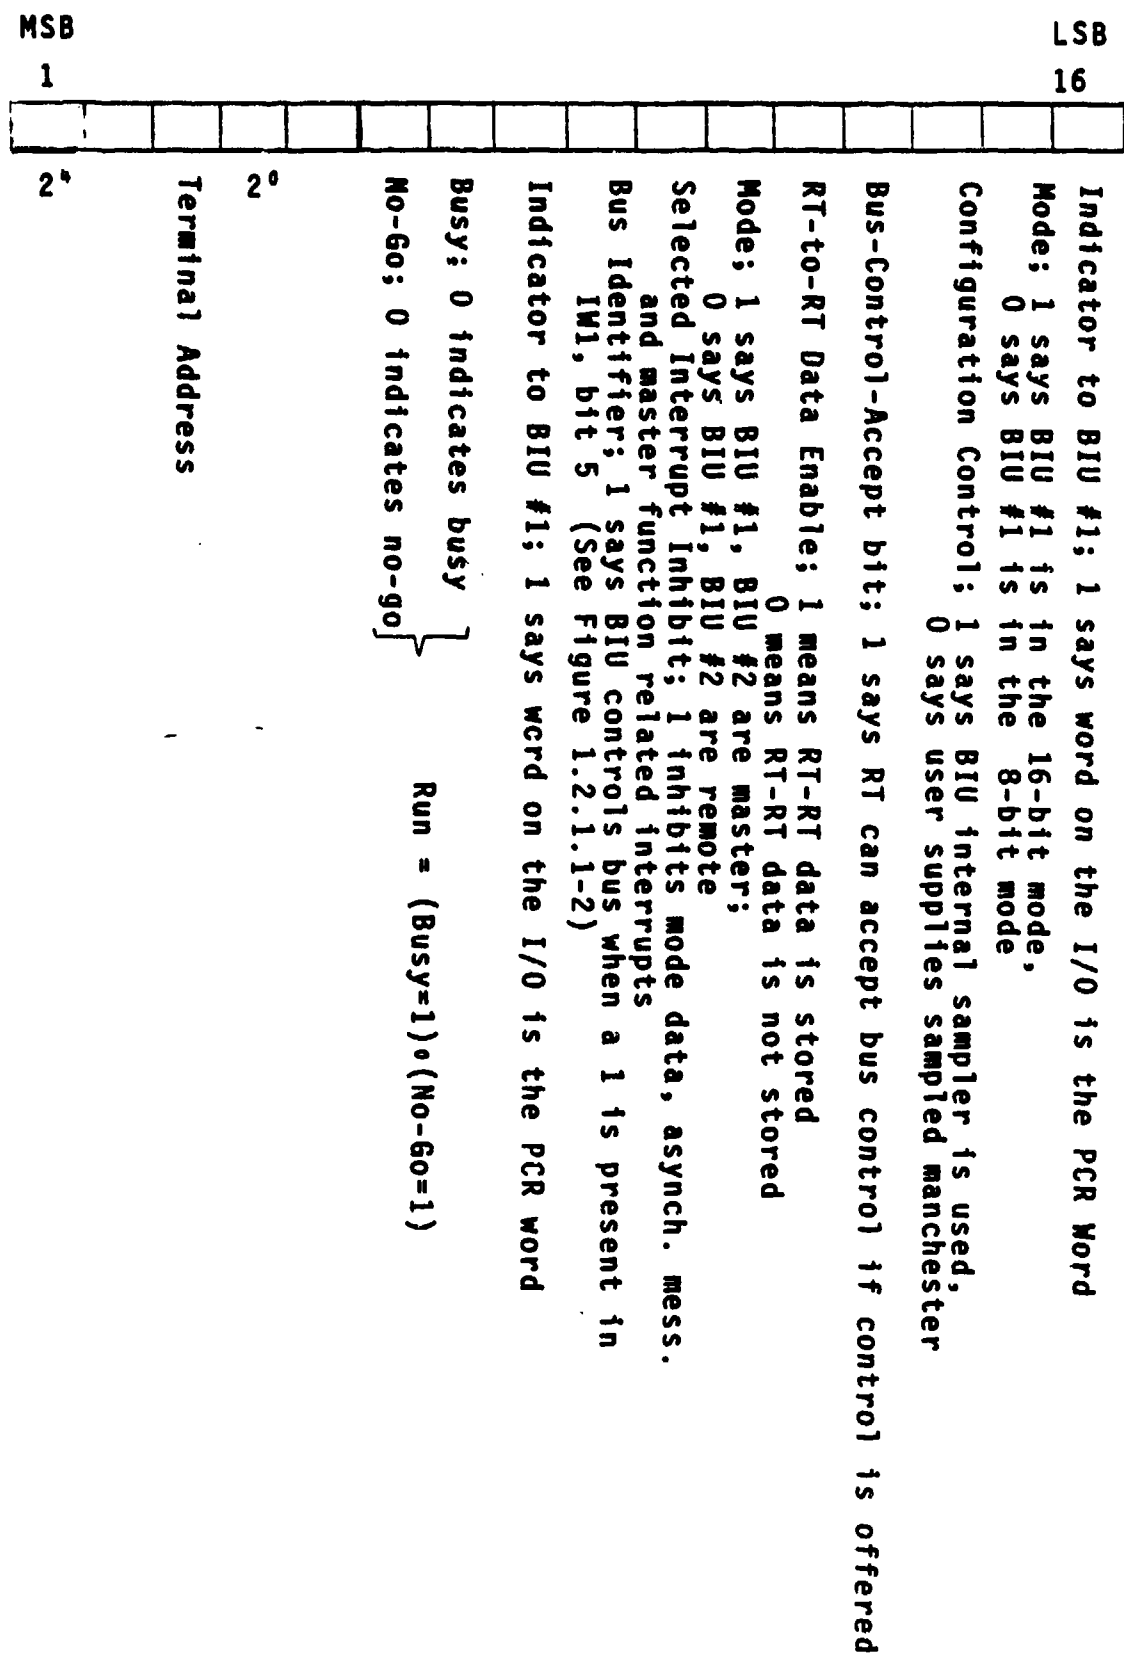 MSB
LSB
1
16
2⁴
Terminal Address
2⁰
No-Go; 0 indicates no-go
Busy; 0 indicates busy
Run = (Busy=1)∘(No-Go=1)
Indicator to BIU #1; 1 says word on the I/O is the PCR word
Bus Identifier; 1 says BIU controls bus when a 1 is present in
IW1, bit 5 (See Figure 1.2.1.1-2)
Selected Interrupt Inhibit; 1 inhibits mode data, asynch. mess.
and master function related interrupts
Mode; 1 says BIU #1, BIU #2 are master;
0 says BIU #1, BIU #2 are remote
RT-to-RT Data Enable; 1 means RT-RT data is stored
0 means RT-RT data is not stored
Bus-Control-Accept bit; 1 says RT can accept bus control if control is offered
Configuration Control; 1 says BIU internal sampler is used,
0 says user supplies sampled manchester
Mode; 1 says BIU #1 is in the 16-bit mode,
0 says BIU #1 is in the 8-bit mode
Indicator to BIU #1; 1 says word on the I/O is the PCR Word